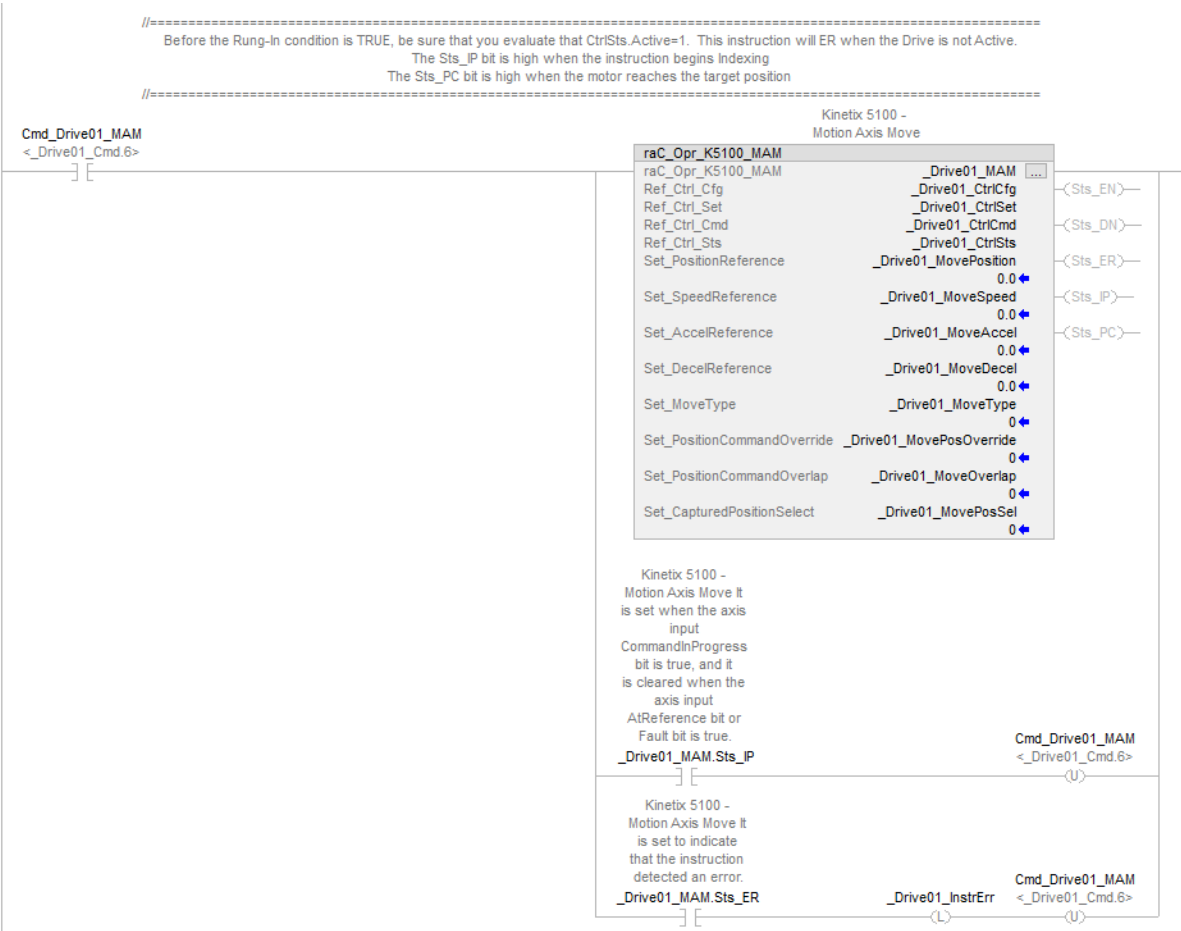 //==================================================================================================
Before the Rung-In condition is TRUE, be sure that you evaluate that CtrlSts.Active=1.  This instruction will ER when the Drive is not Active.
The Sts_IP bit is high when the instruction begins Indexing
The Sts_PC bit is high when the motor reaches the target position
//==================================================================================================
Cmd_Drive01_MAM
<_Drive01_Cmd.6>
Kinetix 5100 -
Motion Axis Move
raC_Opr_K5100_MAM
raC_Opr_K5100_MAM _Drive01_MAM ...
Ref_Ctrl_Cfg _Drive01_CtrlCfg (Sts_EN)
Ref_Ctrl_Set _Drive01_CtrlSet
Ref_Ctrl_Cmd _Drive01_CtrlCmd (Sts_DN)
Ref_Ctrl_Sts _Drive01_CtrlSts
Set_PositionReference _Drive01_MovePosition (Sts_ER)
0.0
Set_SpeedReference _Drive01_MoveSpeed (Sts_IP)
0.0
Set_AccelReference _Drive01_MoveAccel (Sts_PC)
0.0
Set_DecelReference _Drive01_MoveDecel
0.0
Set_MoveType _Drive01_MoveType
0
Set_PositionCommandOverride _Drive01_MovePosOverride
0
Set_PositionCommandOverlap _Drive01_MoveOverlap
0
Set_CapturedPositionSelect _Drive01_MovePosSel
0
Kinetix 5100 -
Motion Axis Move It
is set when the axis
input
CommandInProgress
bit is true, and it
is cleared when the
axis input
AtReference bit or
Fault bit is true.
_Drive01_MAM.Sts_IP
Cmd_Drive01_MAM
<_Drive01_Cmd.6>
(U)
Kinetix 5100 -
Motion Axis Move It
is set to indicate
that the instruction
detected an error.
_Drive01_MAM.Sts_ER
_Drive01_InstrErr
(L)
Cmd_Drive01_MAM
<_Drive01_Cmd.6>
(U)